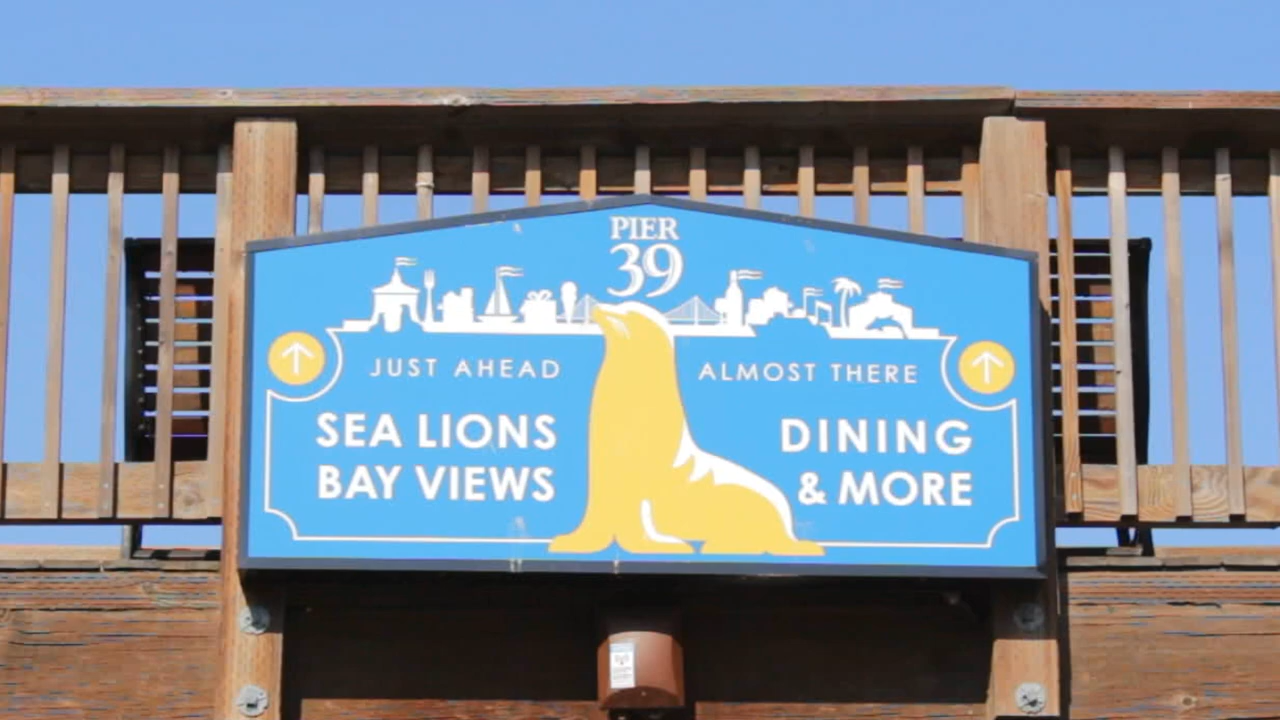 PIER
39
JUST AHEAD
SEA LIONS
BAY VIEWS
ALMOST THERE
DINING
& MORE